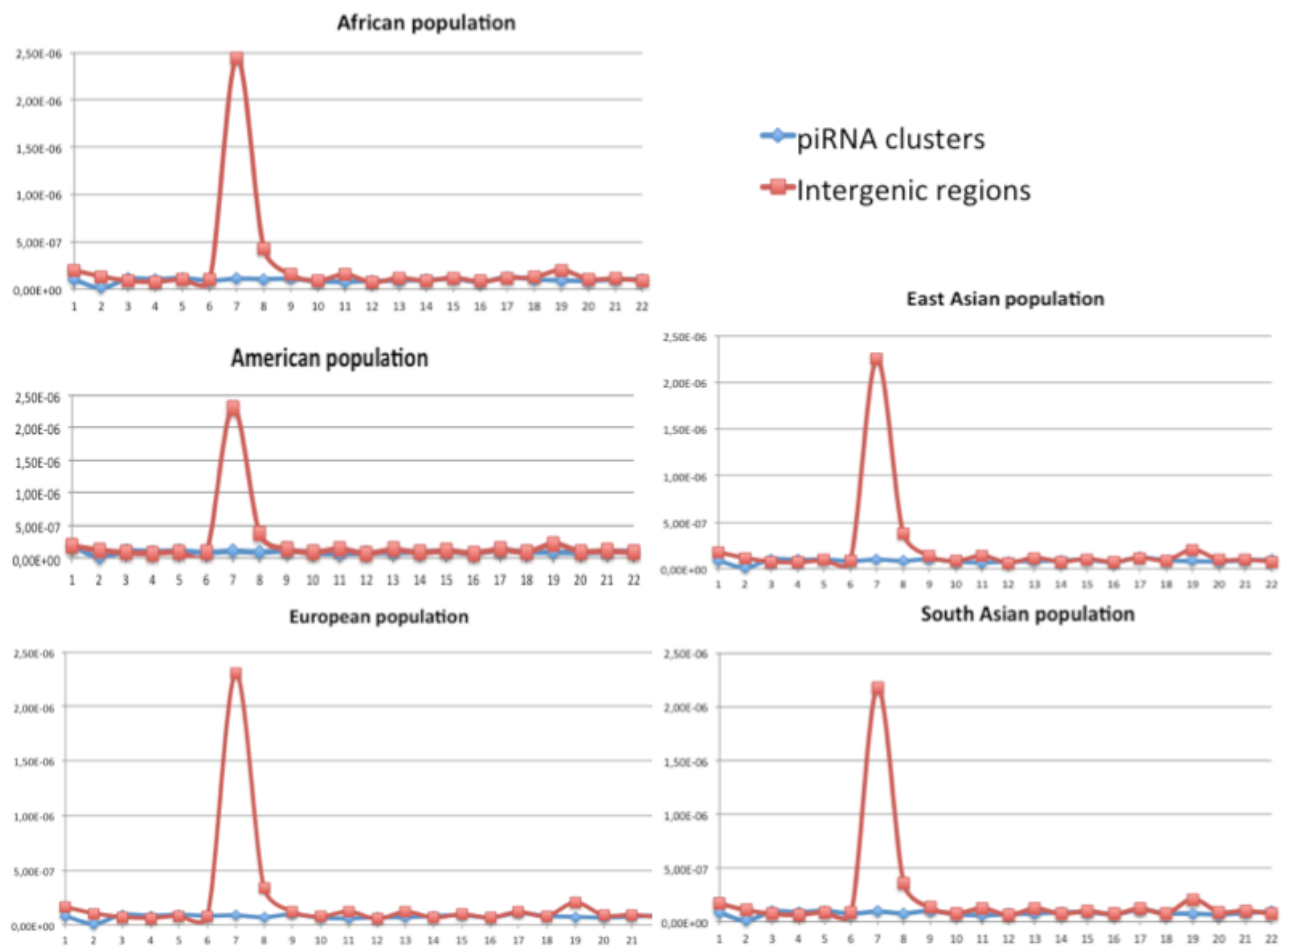 African population
2,50E-06
2,00E-06
1,50E-06
1,00E-06
5,00E-07
0,00E+00
1 2 3 4 5 6 7 8 9 10 11 12 13 14 15 16 17 18 19 20 21 22
piRNA clusters
Intergenic regions
American population
2,50E-06
2,00E-06
1,50E-06
1,00E-06
5,00E-07
0,00E+00
1 2 3 4 5 6 7 8 9 10 11 12 13 14 15 16 17 18 19 20 21 22
East Asian population
2,50E-06
2,00E-06
1,50E-06
1,00E-06
5,00E-07
0,00E+00
1 2 3 4 5 6 7 8 9 10 11 12 13 14 15 16 17 18 19 20 21 22
European population
2,50E-06
2,00E-06
1,50E-06
1,00E-06
5,00E-07
0,00E+00
1 2 3 4 5 6 7 8 9 10 11 12 13 14 15 16 17 18 19 20 21
South Asian population
2,50E-06
2,00E-06
1,50E-06
1,00E-06
5,00E-07
0,00E+00
1 2 3 4 5 6 7 8 9 10 11 12 13 14 15 16 17 18 19 20 21 22